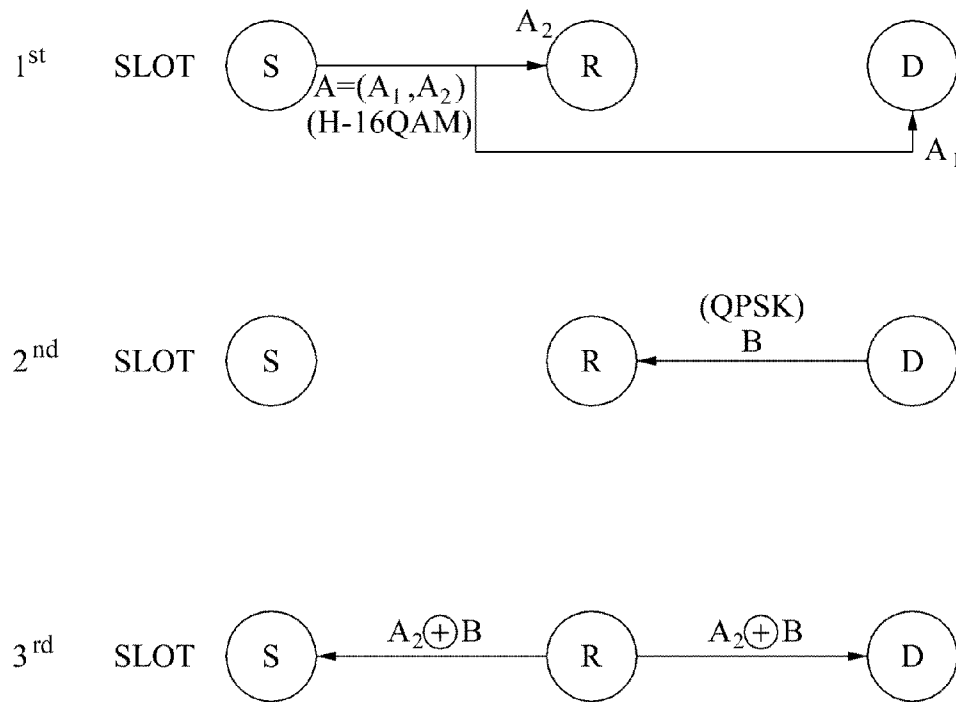 1st SLOT S A2 R D
A=(A1,A2)
(H-16QAM)
A1
(QPSK)
B
2nd SLOT S R D
A2⊕B A2⊕B
3rd SLOT S R D